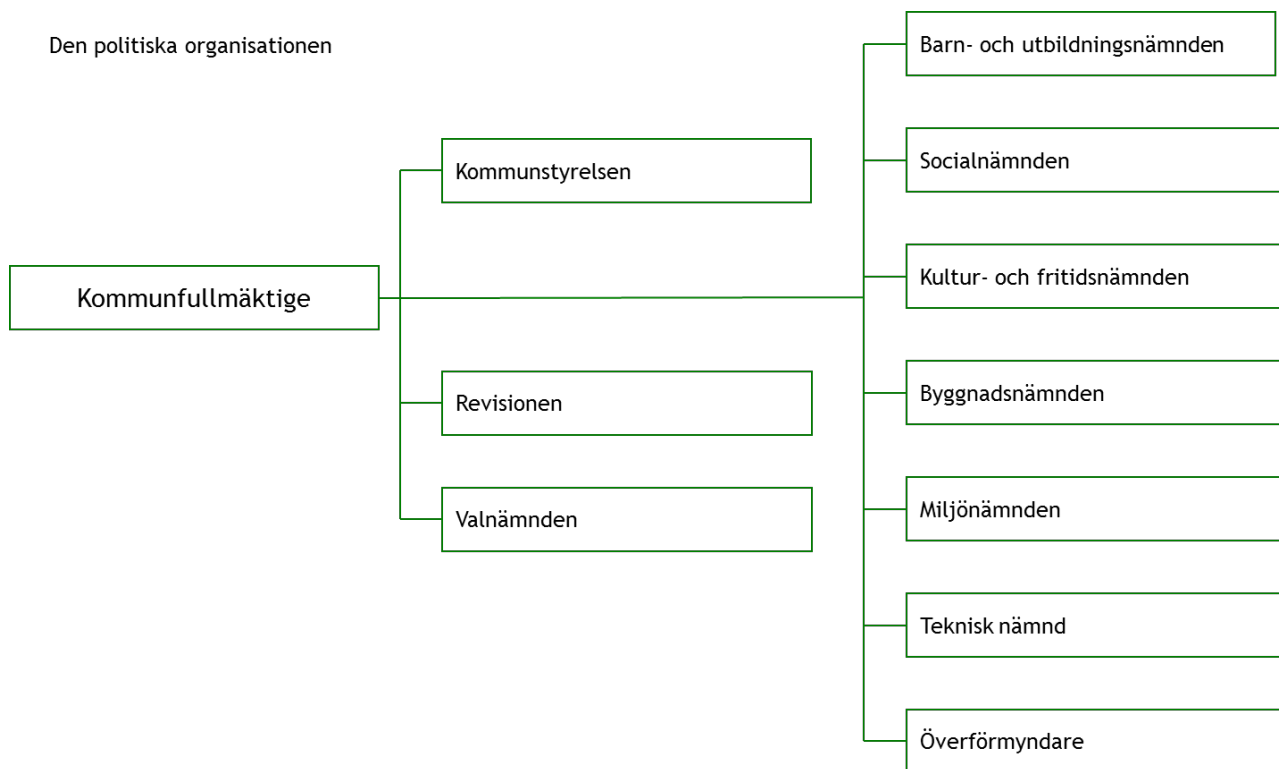 Den politiska organisationen
Kommunfullmäktige
Kommunstyrelsen
Revisionen
Valnämnden
Barn- och utbildningsnämnden
Socialnämnden
Kultur- och fritidsnämnden
Byggnadsnämnden
Miljönämnden
Teknisk nämnd
Överförmyndare